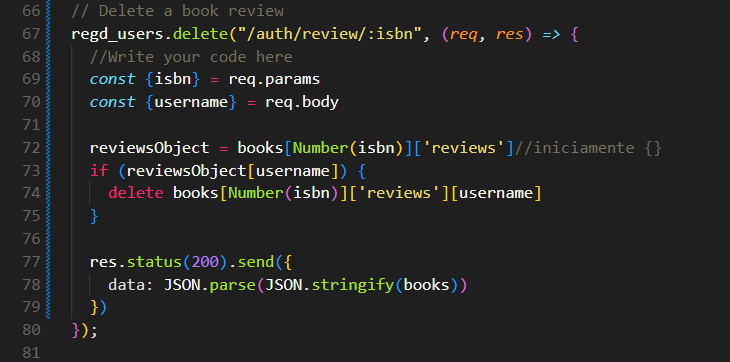 66 // Delete a book review
67 regd_users.delete("/auth/review/:isbn", (req, res) => {
68   //Write your code here
69   const {isbn} = req.params
70   const {username} = req.body
71
72   reviewsObject = books[Number(isbn)]['reviews']//iniciamente {}
73   if (reviewsObject[username]) {
74     delete books[Number(isbn)]['reviews'][username]
75   }
76
77   res.status(200).send({
78     data: JSON.parse(JSON.stringify(books))
79   })
80 });
81